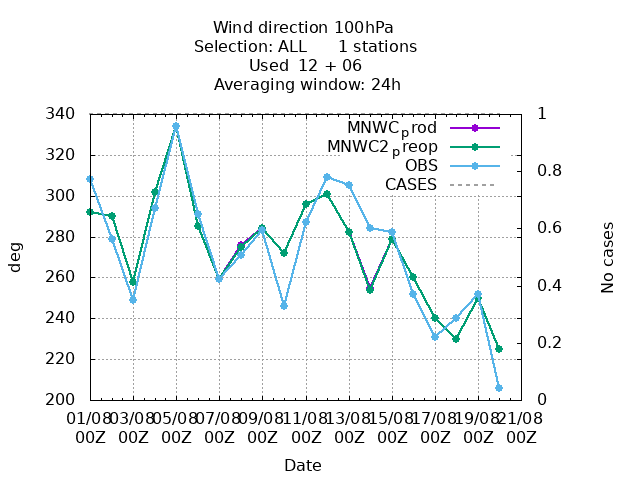 Wind direction 100hPa
Selection: ALL 1 stations
Used 12 + 06
Averaging window: 24h
340 1
MNWCprod
320 MNWC2preop
OBS 0.8
300 CASES
280 0.6
260 0.4
240
220 0.2
200 0
deg
No cases
01/08 03/08 05/08 07/08 09/08 11/08 13/08 15/08 17/08 19/08 21/08
00Z 00Z 00Z 00Z 00Z 00Z 00Z 00Z 00Z 00Z 00Z
Date